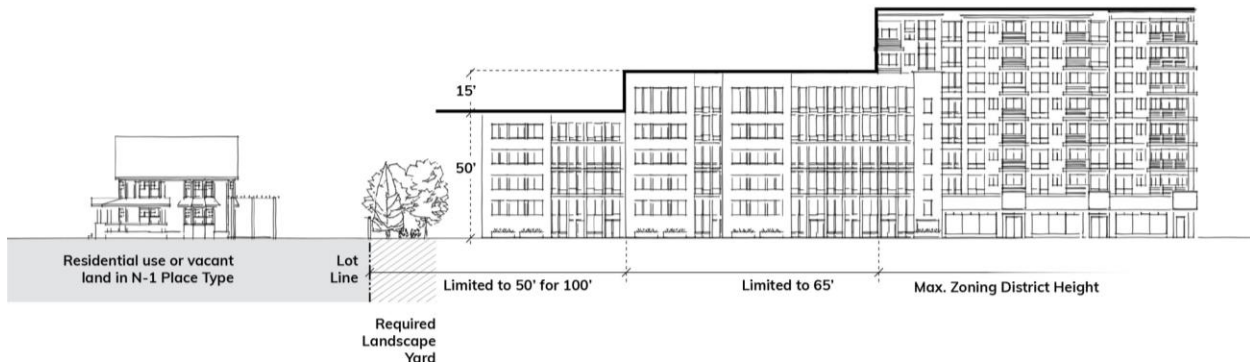 15'
50'
Residential use or vacant
land in N-1 Place Type
Lot
Line
Limited to 50' for 100'
Limited to 65'
Max. Zoning District Height
Required
Landscape
Yard